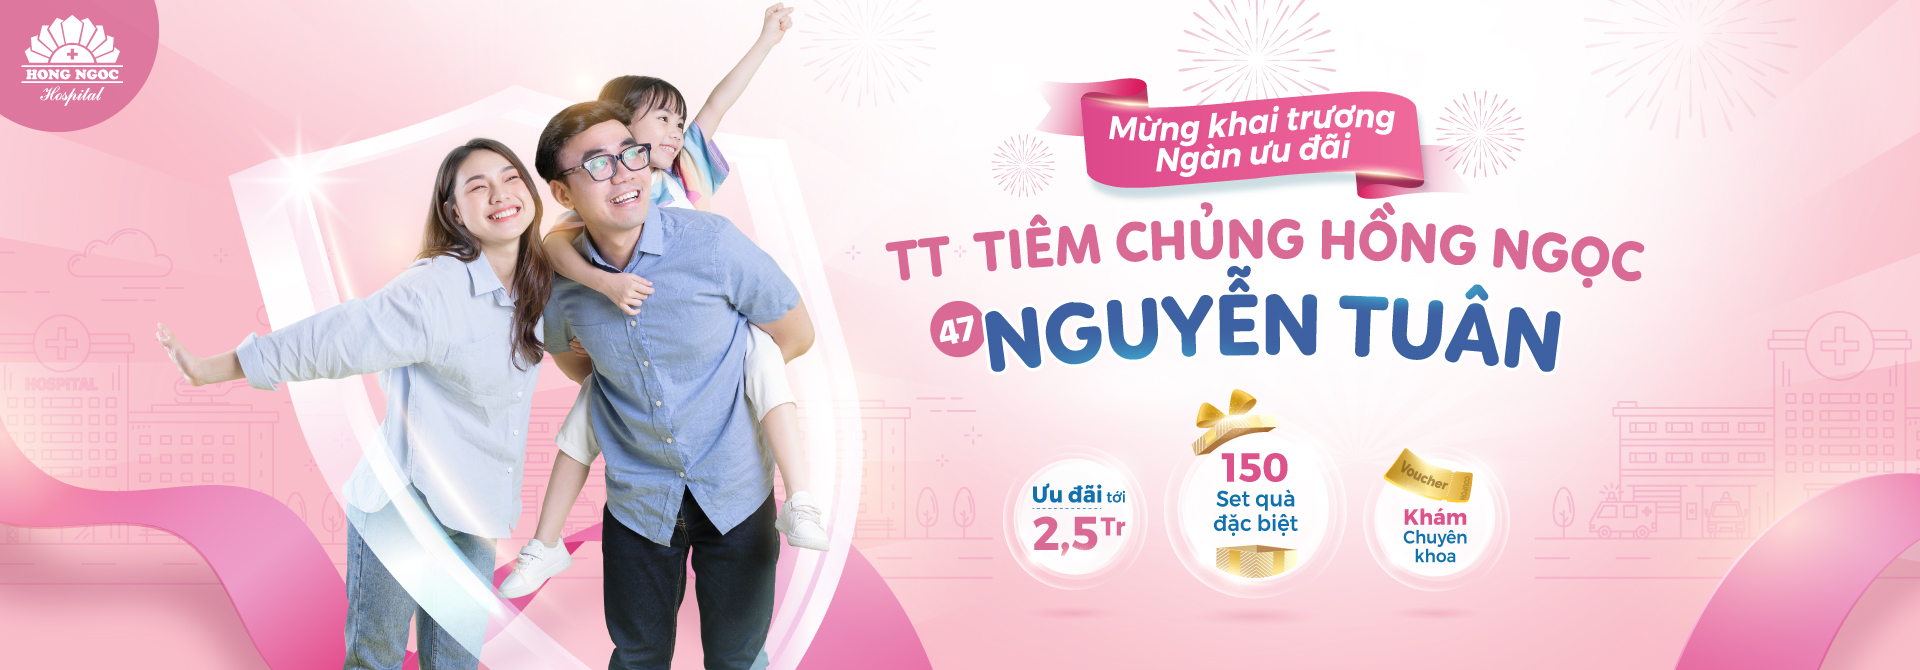 HONG NGOC
Hospital
Mừng khai trương
Ngàn ưu đãi
TT TIÊM CHỦNG HỒNG NGỌC
47 NGUYỄN TUÂN
Ưu đãi tới
2,5Tr
150
Set quà
đặc biệt
Voucher
Khám
Chuyên
khoa
HOSPITAL